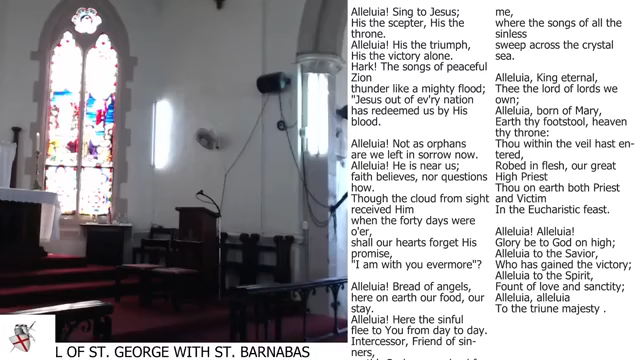 Alleluia! Sing to Jesus;
His the scepter, His the
throne.
Alleluia! His the triumph,
His the victory alone.
Hark! The songs of peaceful
Zion
thunder like a mighty flood;
"Jesus out of ev'ry nation
has redeemed us by His
blood.
Alleluia! Not as orphans
are we left in sorrow now.
Alleluia! He is near us;
faith believes, nor questions
how.
Though the cloud from sight
received Him
when the forty days were
o'er,
shall our hearts forget His
promise,
"I am with you evermore"?
Alleluia! Bread of angels,
here on earth our food, our
stay.
Alleluia! Here the sinful
flee to You from day to day.
Intercessor, Friend of sin-
ners,
me,
where the songs of all the
sinless
sweep across the crystal
sea.
Alleluia, King eternal,
Thee the lord of lords we
own;
Alleluia, born of Mary,
Earth thy footstool, heaven
thy throne:
Thou within the veil hast en-
tered,
Robed in flesh, our great
High Priest
Thou on earth both Priest
and Victim
In the Eucharistic feast.
Alleluia! Alleluia!
Glory be to God on high;
Alleluia to the Savior,
Who has gained the victory;
Alleluia to the Spirit,
Fount of love and sanctity;
Alleluia, alleluia
To the triune majesty .
L OF ST. GEORGE WITH ST. BARNABAS